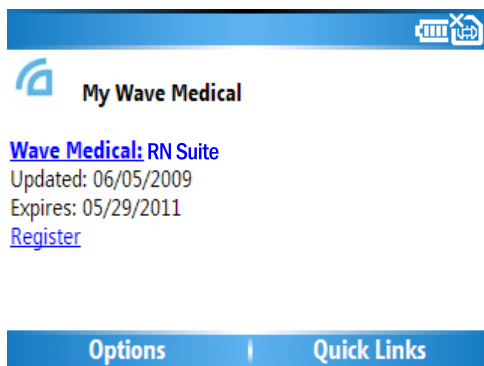 My Wave Medical
Wave Medical: RN Suite
Updated: 06/05/2009
Expires: 05/29/2011
Register
Options
Quick Links